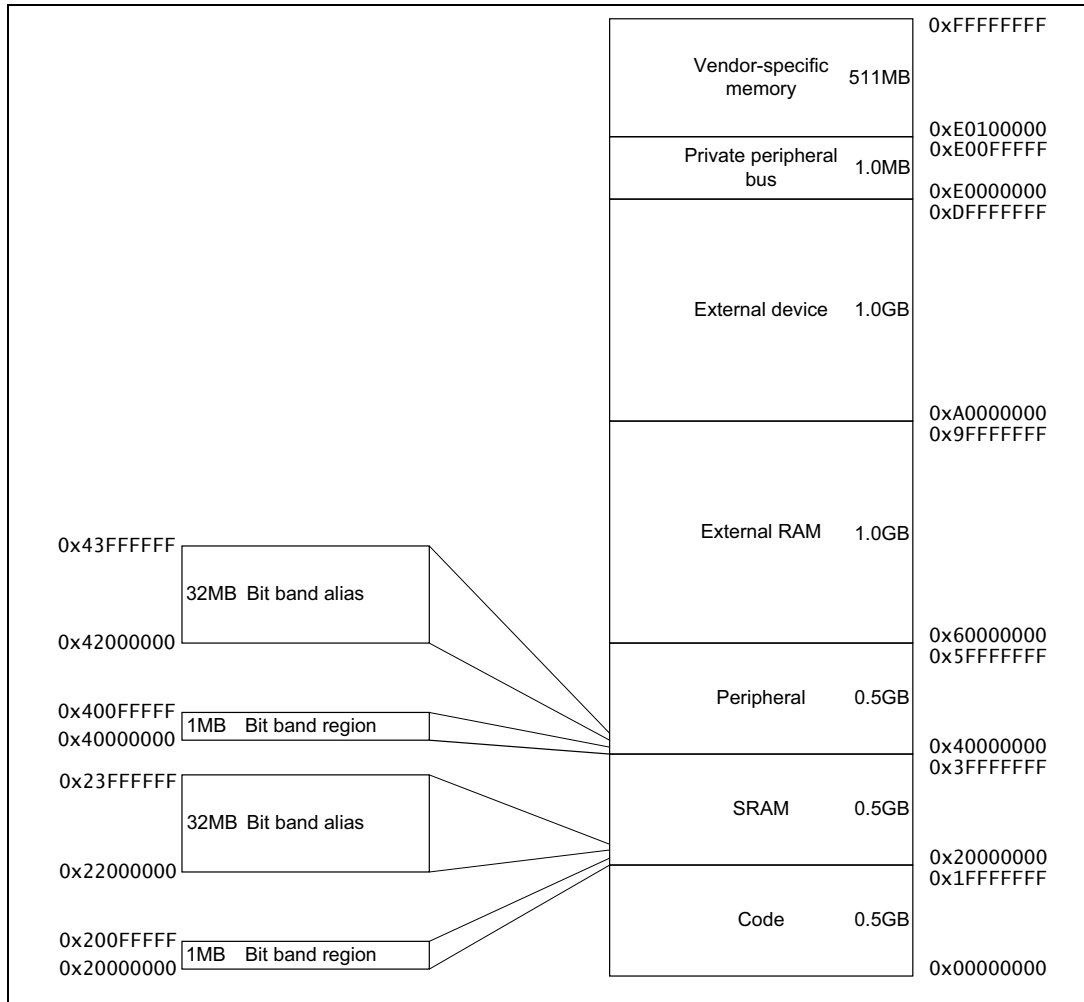 0xFFFFFFFF
Vendor-specific
memory
511MB
0xE0100000
0xE00FFFFF
Private peripheral
bus
1.0MB
0xE0000000
0xDFFFFFFF
External device
1.0GB
0xA0000000
0x9FFFFFFF
External RAM
1.0GB
0x60000000
0x5FFFFFFF
Peripheral
0.5GB
0x40000000
0x3FFFFFFF
SRAM
0.5GB
0x20000000
0x1FFFFFFF
Code
0.5GB
0x00000000
0x43FFFFFF
32MB Bit band alias
0x42000000
0x400FFFFF
1MB Bit band region
0x40000000
0x23FFFFFF
32MB Bit band alias
0x22000000
0x200FFFFF
1MB Bit band region
0x20000000